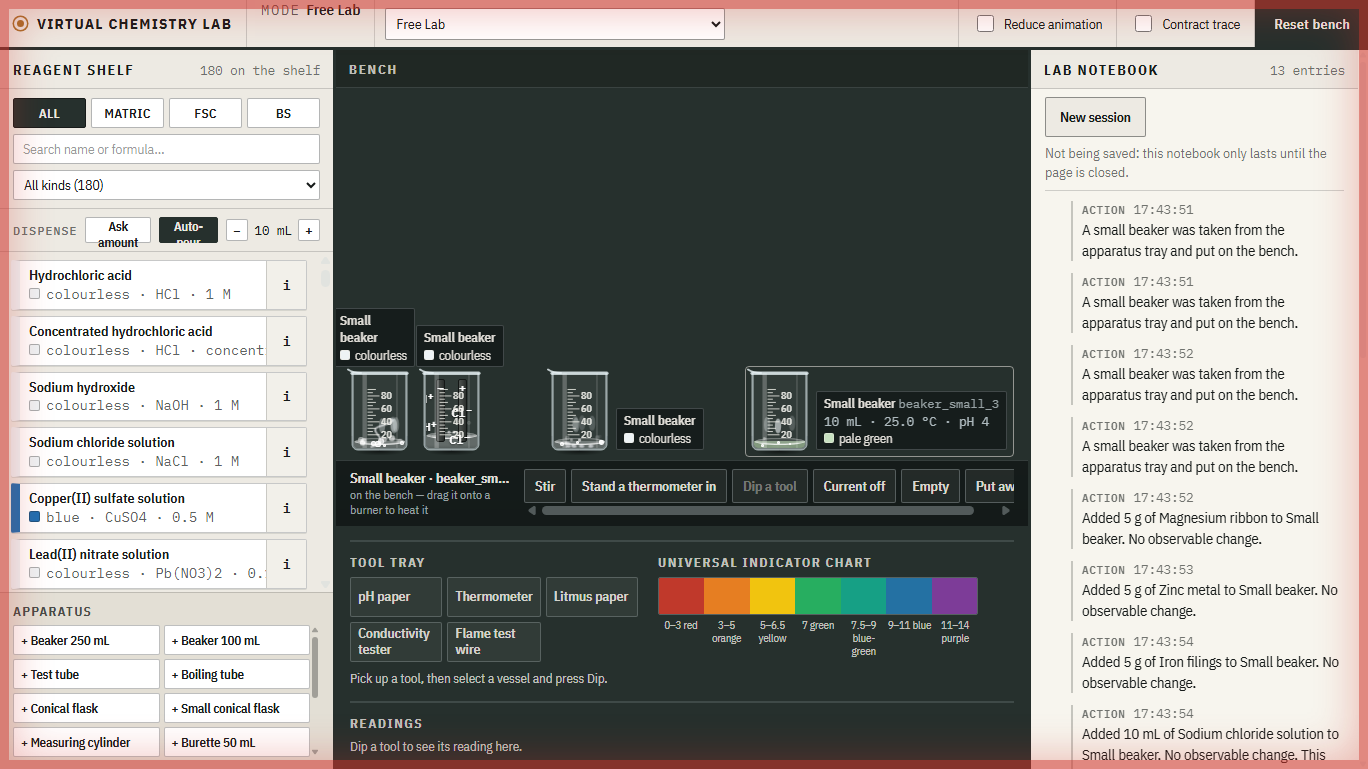 VIRTUAL CHEMISTRY LAB
MODE Free Lab
Free Lab
Reduce animation
Contract trace
Reset bench
REAGENT SHELF
180 on the shelf
ALL
MATRIC
FSC
BS
Search name or formula...
All kinds (180)
DISPENSE
Ask amount
Auto-pour
−
10 mL
+
Hydrochloric acid
colourless · HCl · 1 M
i
Concentrated hydrochloric acid
colourless · HCl · concent
i
Sodium hydroxide
colourless · NaOH · 1 M
i
Sodium chloride solution
colourless · NaCl · 1 M
i
Copper(II) sulfate solution
blue · CuSO4 · 0.5 M
i
Lead(II) nitrate solution
colourless · Pb(NO3)2 · 0.
i
APPARATUS
+ Beaker 250 mL
+ Beaker 100 mL
+ Test tube
+ Boiling tube
+ Conical flask
+ Small conical flask
+ Measuring cylinder
+ Burette 50 mL
BENCH
Small
beaker
colourless
Small beaker
colourless
80
60
40
20
80
60
40
20
Cl−
Cl−
80
60
40
20
Small beaker
colourless
80
60
40
20
Small beaker beaker_small_3
10 mL · 25.0 °C · pH 4
pale green
Small beaker · beaker_sm...
on the bench — drag it onto a
burner to heat it
Stir
Stand a thermometer in
Dip a tool
Current off
Empty
Put aw
TOOL TRAY
pH paper
Thermometer
Litmus paper
Conductivity
tester
Flame test
wire
Pick up a tool, then select a vessel and press Dip.
UNIVERSAL INDICATOR CHART
0–3 red
3–5
orange
5–6.5
yellow
7 green
7.5–9
blue-
green
9–11 blue
11–14
purple
READINGS
Dip a tool to see its reading here.
LAB NOTEBOOK
13 entries
New session
Not being saved: this notebook only lasts until the
page is closed.
ACTION 17:43:51
A small beaker was taken from the
apparatus tray and put on the bench.
ACTION 17:43:51
A small beaker was taken from the
apparatus tray and put on the bench.
ACTION 17:43:52
A small beaker was taken from the
apparatus tray and put on the bench.
ACTION 17:43:52
A small beaker was taken from the
apparatus tray and put on the bench.
ACTION 17:43:52
Added 5 g of Magnesium ribbon to Small
beaker. No observable change.
ACTION 17:43:53
Added 5 g of Zinc metal to Small beaker. No
observable change.
ACTION 17:43:54
Added 5 g of Iron filings to Small beaker. No
observable change.
ACTION 17:43:54
Added 10 mL of Sodium chloride solution to
Small beaker. No observable change. This